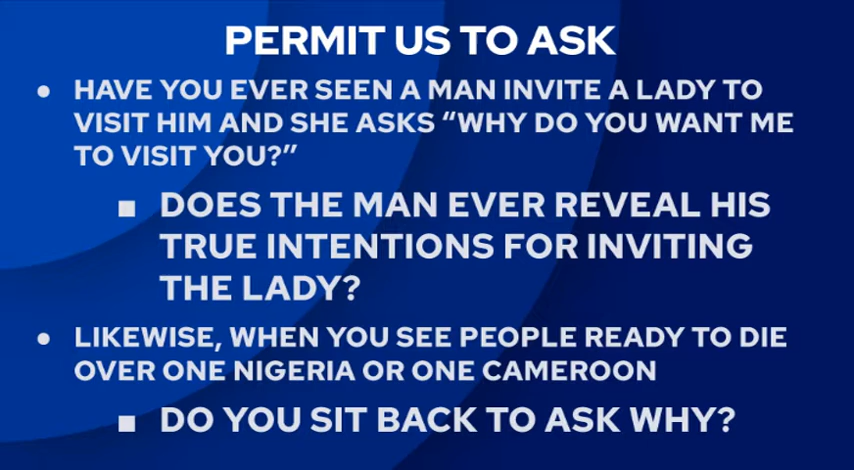 PERMIT US TO ASK
● HAVE YOU EVER SEEN A MAN INVITE A LADY TO
VISIT HIM AND SHE ASKS “WHY DO YOU WANT ME
TO VISIT YOU?”
■ DOES THE MAN EVER REVEAL HIS
TRUE INTENTIONS FOR INVITING
THE LADY?
● LIKEWISE, WHEN YOU SEE PEOPLE READY TO DIE
OVER ONE NIGERIA OR ONE CAMEROON
■ DO YOU SIT BACK TO ASK WHY?